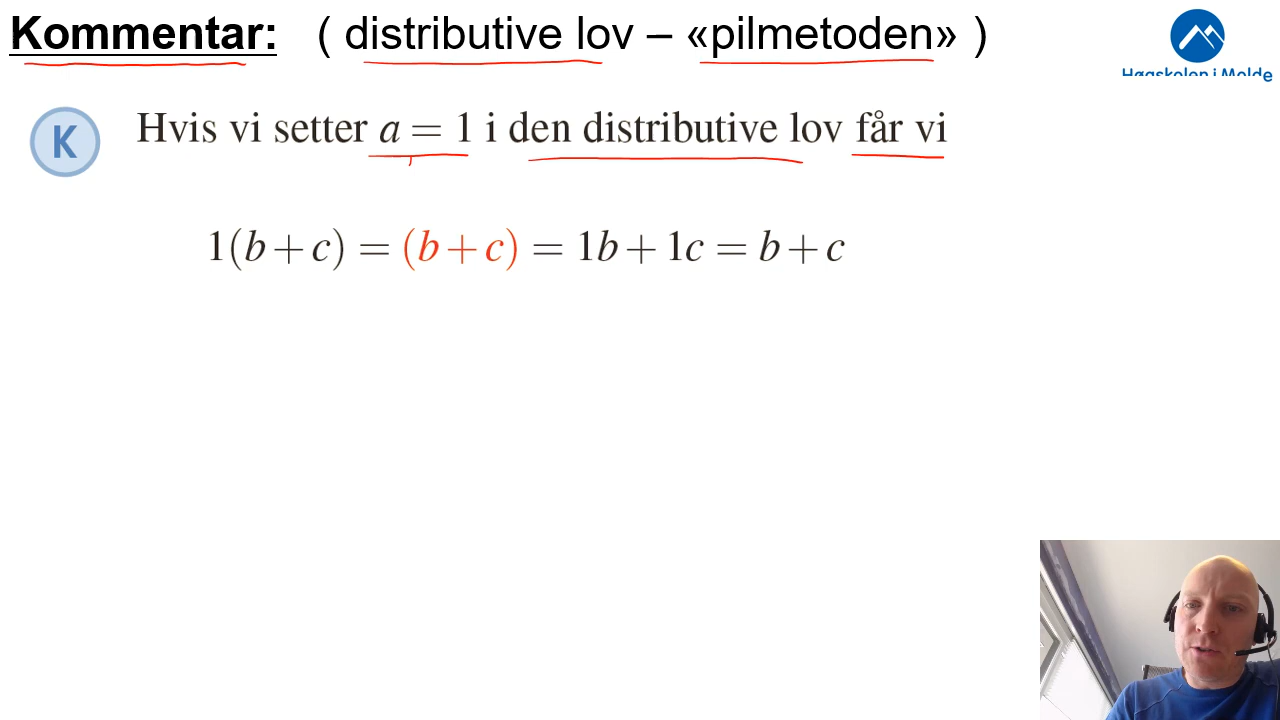 Kommentar: ( distributive lov – «pilmetoden» )
Høgskolen i Molde
K
Hvis vi setter a = 1 i den distributive lov får vi
1(b + c) = (b + c) = 1b + 1c = b + c